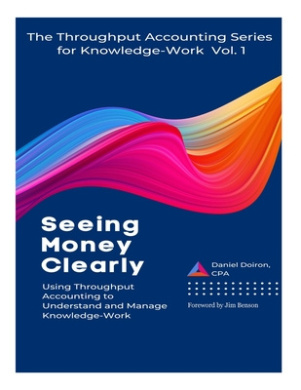 The Throughput Accounting Series
for Knowledge-Work Vol. 1
Seeing
Money
Clearly
Using Throughput
Accounting to
Understand and Manage
Knowledge-Work
Daniel Doiron,
CPA
Foreword by Jim Benson